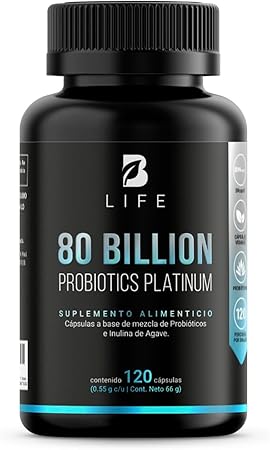 B
LIFE
80 BILLION
PROBIOTICS PLATINUM
SUPLEMENTO ALIMENTICIO
Cápsulas a base de mezcla de Probióticos
e Inulina de Agave.
contenido 120 cápsulas
(0.55 g c/u | Cont. Neto 66 g)
120